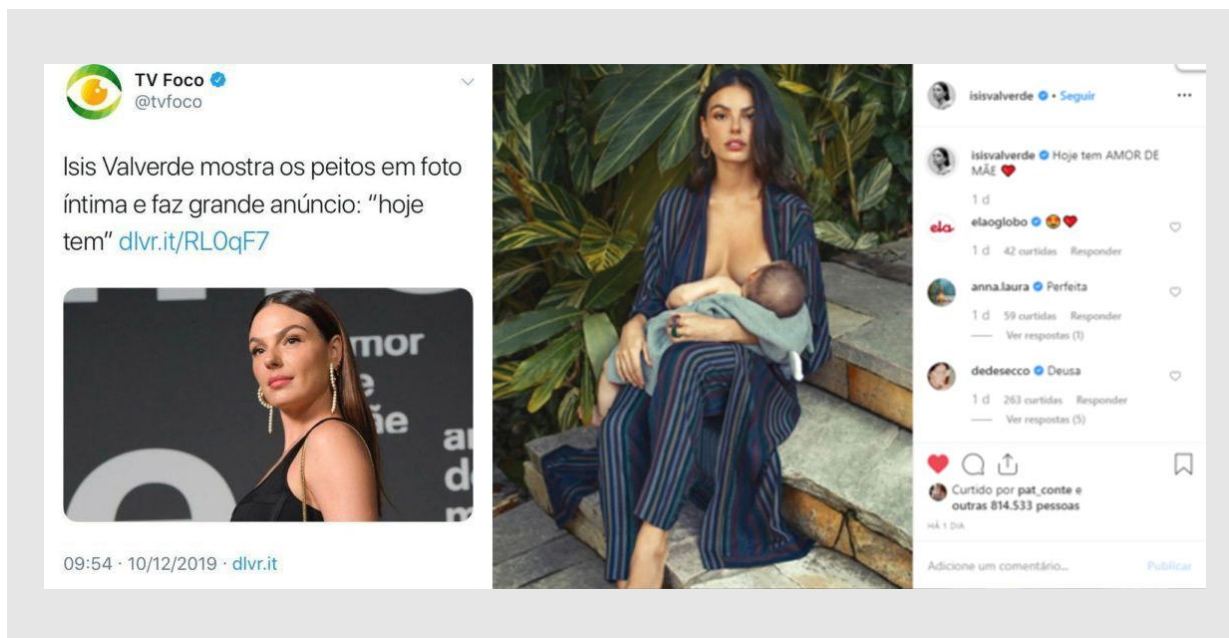 TV Foco
@tvfoco
Isis Valverde mostra os peitos em foto
íntima e faz grande anúncio: “hoje
tem” dlvr.it/RL0qF7
mor
e
ãe
an
de
m
09:54 · 10/12/2019 · dlvr.it
isisvalverde • Seguir
isisvalverde Hoje tem AMOR DE
MÃE
1 d
ela
elaoglobo
1 d 42 curtidas Responder
anna.laura Perfeita
1 d 59 curtidas Responder
Ver respostas (1)
dedesecco Deusa
1 d 263 curtidas Responder
Ver respostas (5)
Curtido por pat_conte e
outras 814.533 pessoas
HÁ 1 DIA
Adicione um comentário...
Publicar